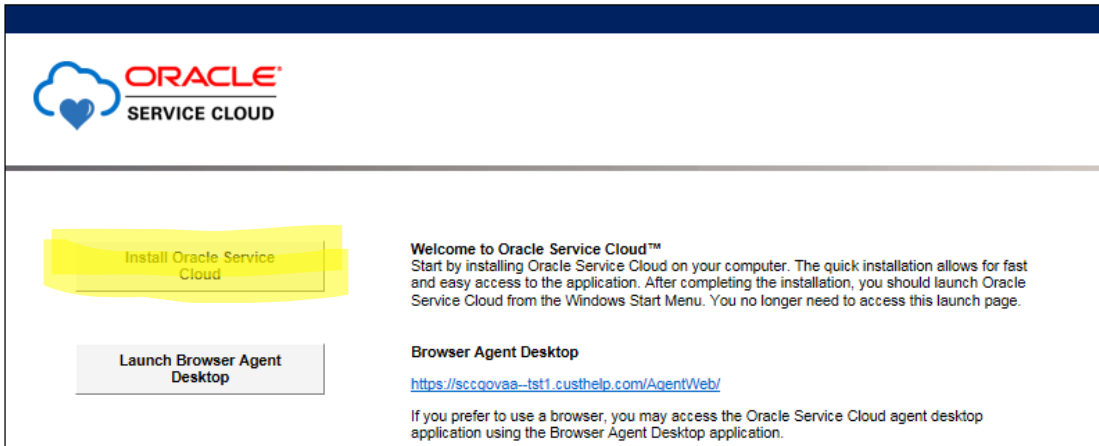 ORACLE®
SERVICE CLOUD
Install Oracle Service
Cloud
Welcome to Oracle Service Cloud™
Start by installing Oracle Service Cloud on your computer. The quick installation allows for fast
and easy access to the application. After completing the installation, you should launch Oracle
Service Cloud from the Windows Start Menu. You no longer need to access this launch page.
Launch Browser Agent
Desktop
Browser Agent Desktop
https://sccgovaa--tst1.custhelp.com/AgentWeb/
If you prefer to use a browser, you may access the Oracle Service Cloud agent desktop
application using the Browser Agent Desktop application.